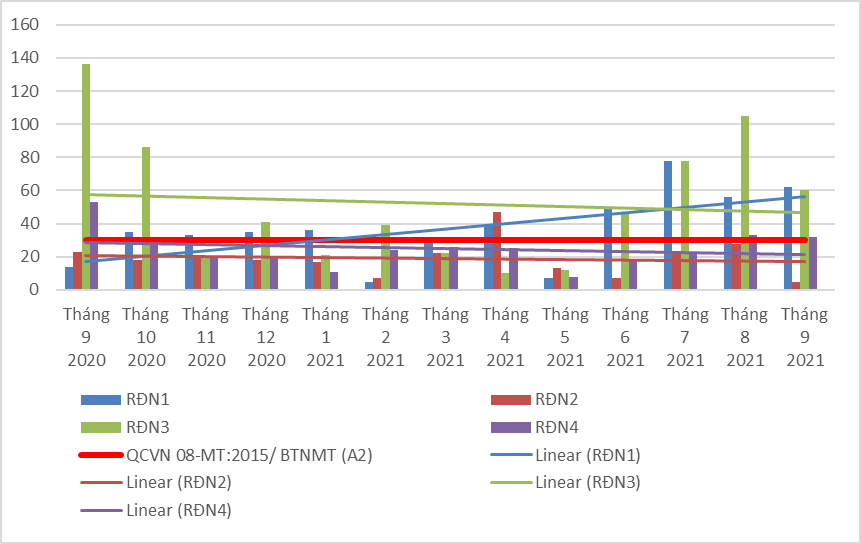 160
140
120
100
80
60
40
20
0
Tháng Tháng Tháng Tháng Tháng Tháng Tháng Tháng Tháng Tháng Tháng Tháng Tháng
9 10 11 12 1 2 3 4 5 6 7 8 9
2020 2020 2020 2020 2021 2021 2021 2021 2021 2021 2021 2021 2021
RĐN1 RĐN2
RĐN3 RĐN4
QCVN 08-MT:2015/ BTNMT (A2) Linear (RĐN1)
Linear (RĐN2) Linear (RĐN3)
Linear (RĐN4)